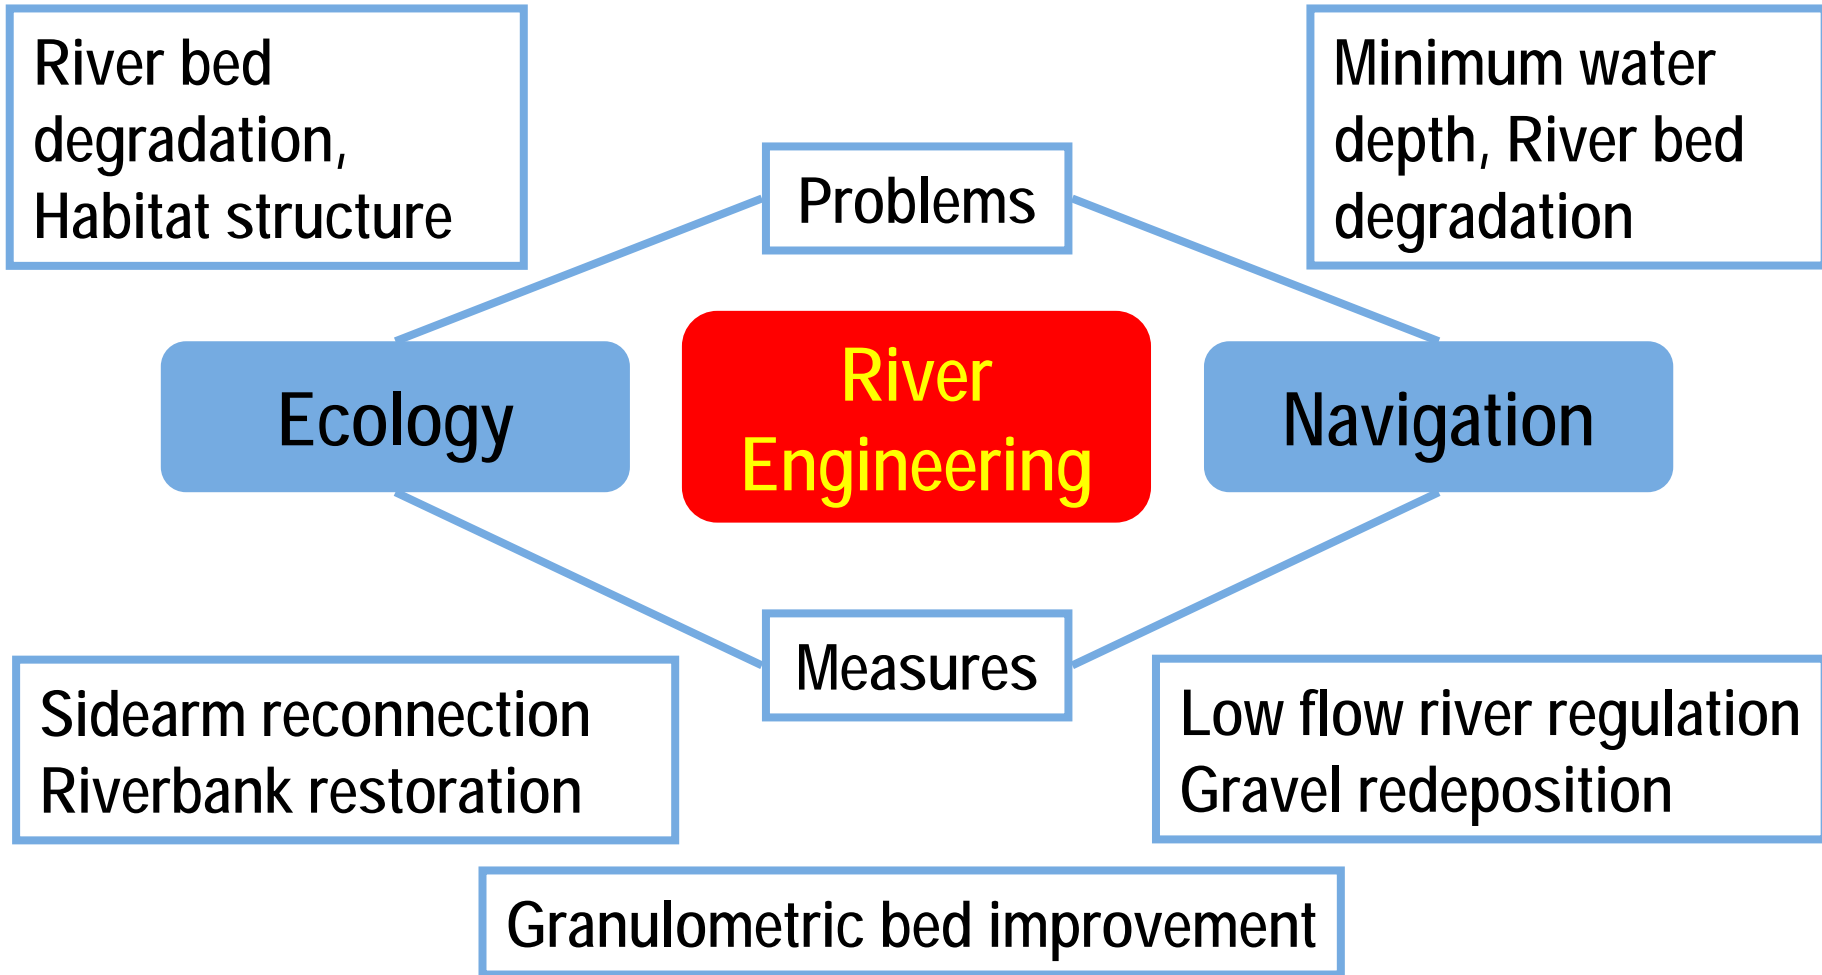 River bed
degradation,
Habitat structure
Minimum water
depth, River bed
degradation
Problems
Ecology
River
Engineering
Navigation
Measures
Sidearm reconnection
Riverbank restoration
Low flow river regulation
Gravel redeposition
Granulometric bed improvement